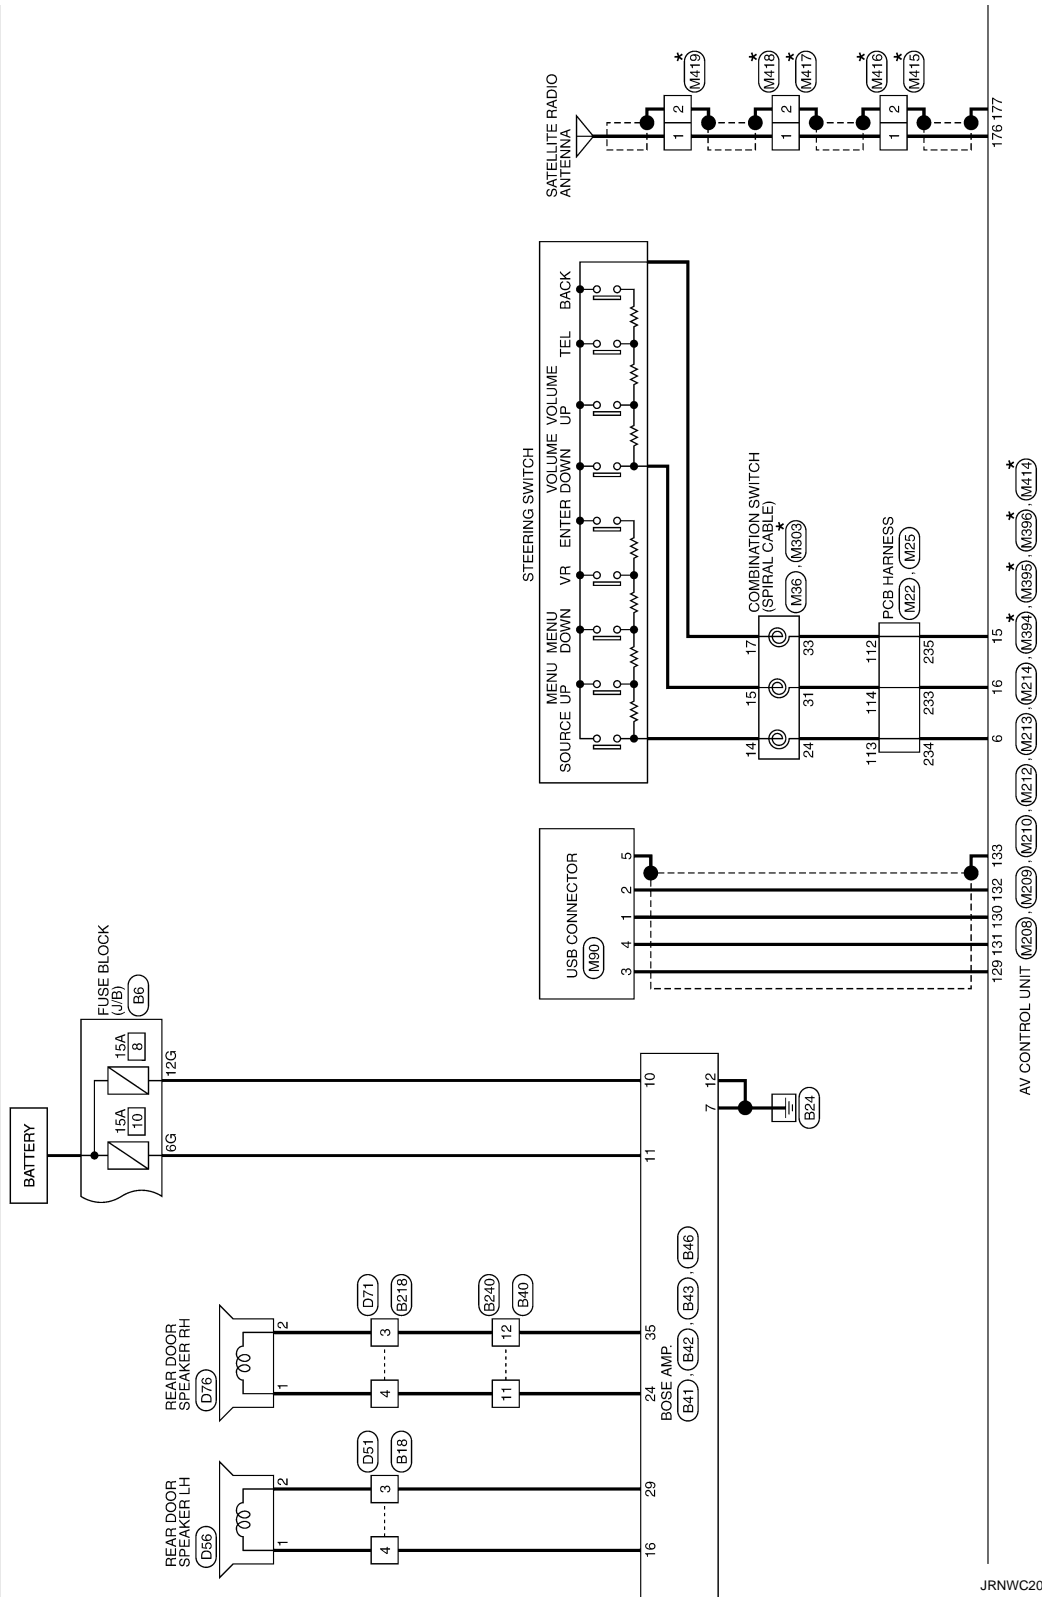 BATTERY
FUSE BLOCK
(J/B)
B6
15A
10
15A
8
6G
12G
REAR DOOR
SPEAKER LH
D56
1
2
4
3
D51
B18
16
29
REAR DOOR
SPEAKER RH
D76
1
2
4
3
D71
B218
11
12
B240
B40
24
35
11
10
BOSE AMP.
B41 , B42 , B43 , B46
7
12
B24
USB CONNECTOR
M90
3
4
1
2
5
129
131
130
132
133
STEERING SWITCH
SOURCE
MENU
UP
MENU
DOWN
VR
ENTER
VOLUME
DOWN
VOLUME
UP
TEL
BACK
14
15
17
COMBINATION SWITCH
(SPIRAL CABLE)
M36 , M303 *
24
31
33
113
114
112
PCB HARNESS
M22 , M25
234
233
235
6
16
15
SATELLITE RADIO
ANTENNA
1
2
M419 *
1
2
M418 *
M417 *
1
2
M416 *
M415 *
176
177
AV CONTROL UNIT M208 , M209 , M210 , M212 , M213 , M214 , M394 * , M395 * , M396 * , M414 *
JRNWC20